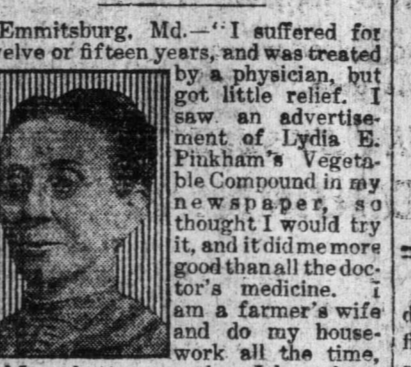 Emmitsburg, Md.—"I suffered for
welve or fifteen years, and was treated
by a physician, but
got little relief. I
saw an advertise-
ment of Lydia E.
Pinkham's Vegeta-
ble Compound in my
newspaper, so
thought I would try
it, and it did me more
good than all the doc-
tor's medicine. I
am a farmer's wife
and do my house-
work all the time,